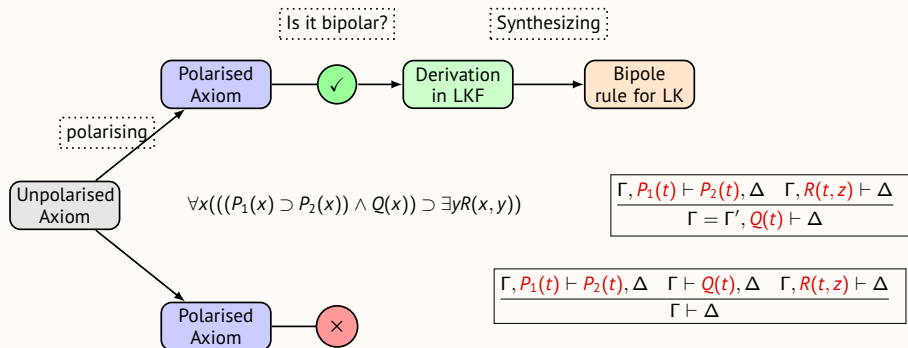 Is it bipolar?
Synthesizing
Polarised
Axiom
✓
Derivation
in LKF
Bipole
rule for LK
polarising
Unpolarised
Axiom
∀x(((P₁(x) ⊃ P₂(x)) ∧ Q(x)) ⊃ ∃yR(x, y))
Γ, P₁(t) ⊢ P₂(t), Δ Γ, R(t, z) ⊢ Δ
Γ = Γ′, Q(t) ⊢ Δ
Γ, P₁(t) ⊢ P₂(t), Δ Γ ⊢ Q(t), Δ Γ, R(t, z) ⊢ Δ
Γ ⊢ Δ
Polarised
Axiom
×